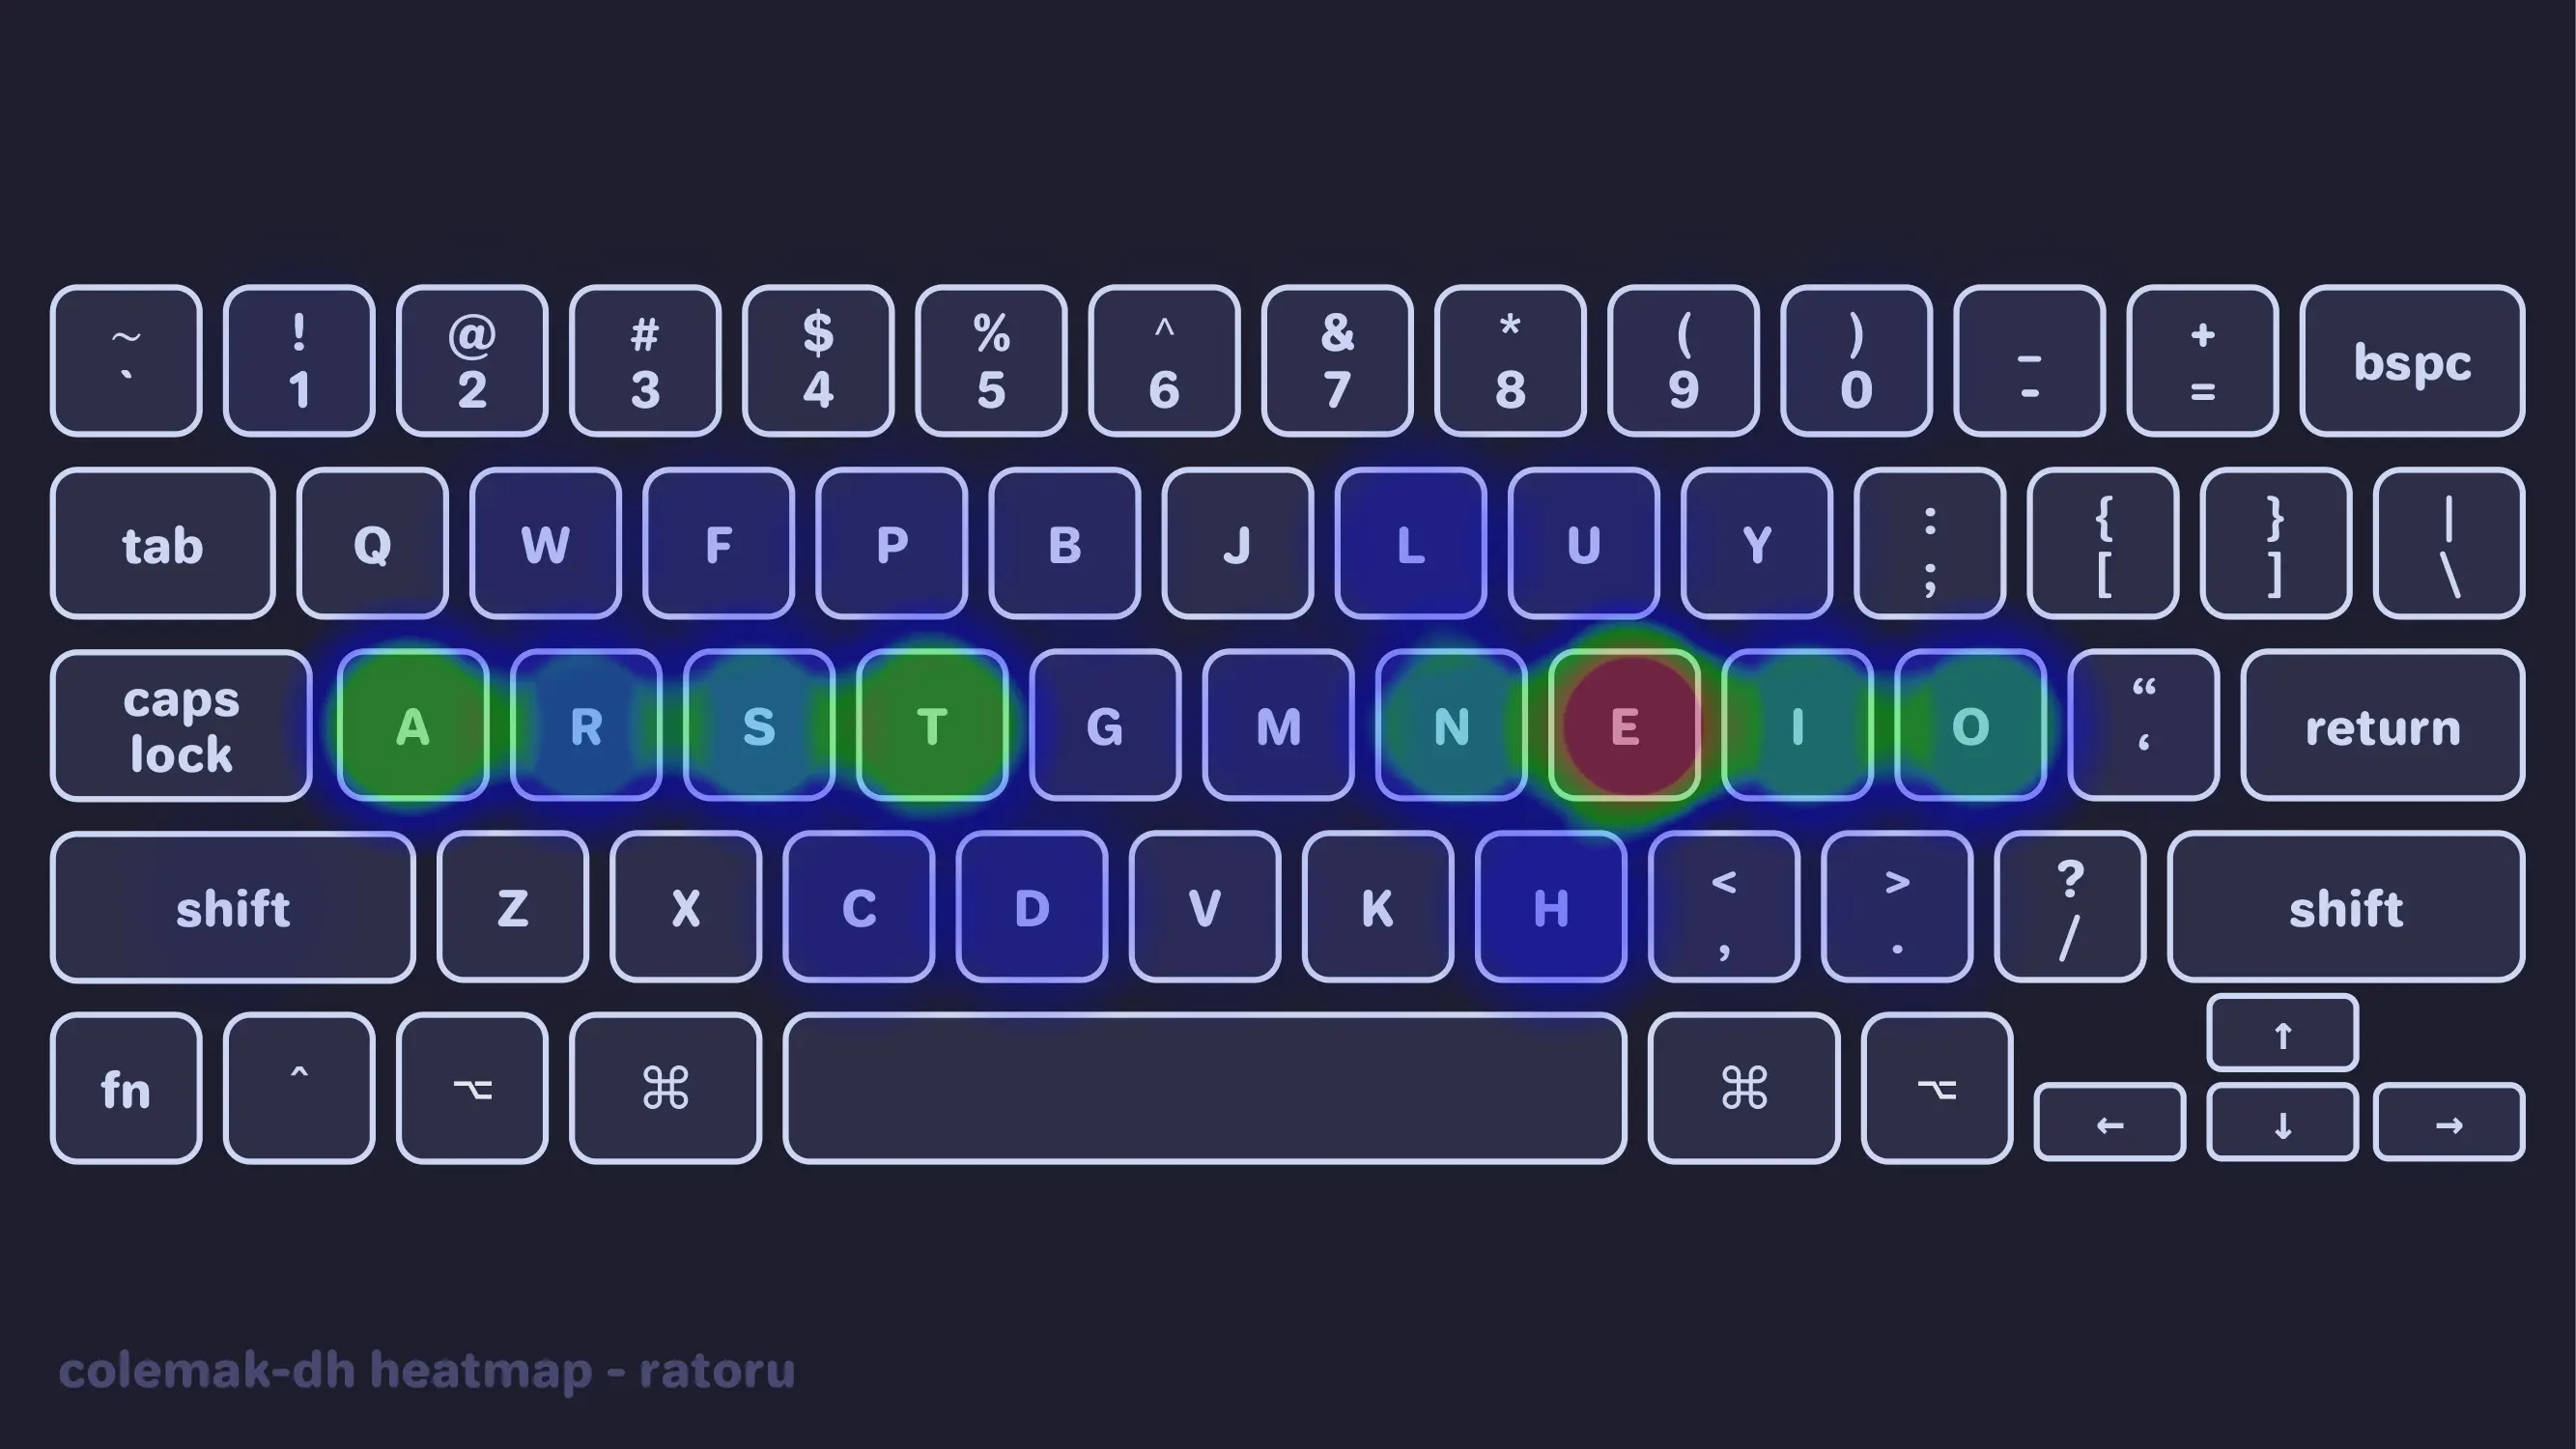 ~ ! @ # $ % ^ & * ( ) _ +
` 1 2 3 4 5 6 7 8 9 0 - = bspc
tab Q W F P B J L U Y : ; { [ } ] | \
caps lock A R S T G M N E I O “ ‘ return
shift Z X C D V K H < , > . ? / shift
fn ^ ⌥ ⌘ ⌘ ⌥ ← ↑ ↓ →
colemak-dh heatmap - ratoru